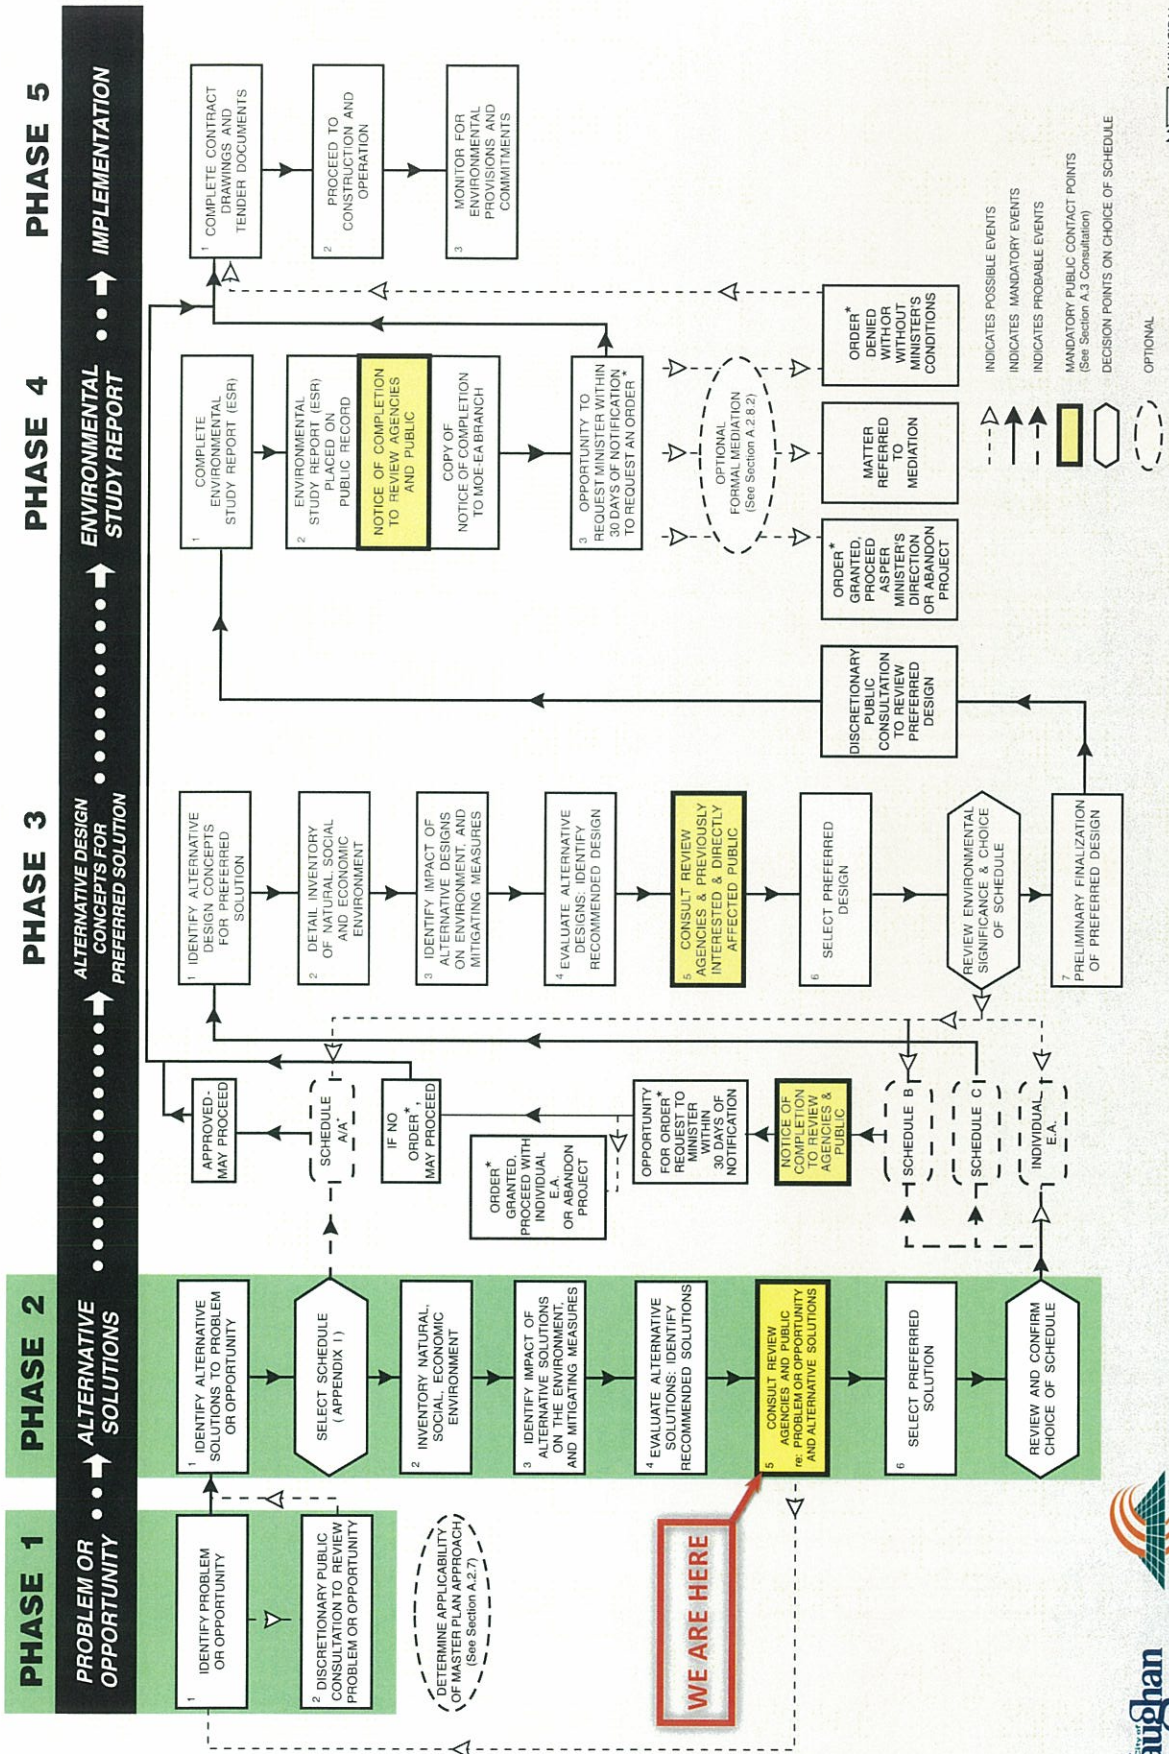 PHASE 1
PROBLEM OR
OPPORTUNITY
1 IDENTIFY PROBLEM
OR OPPORTUNITY
2 DISCRETIONARY PUBLIC
CONSULTATION TO REVIEW
PROBLEM OR OPPORTUNITY
DETERMINE APPLICABILITY
OF MASTER PLAN APPROACH
(See Section A.2.7)
WE ARE HERE
PHASE 2
ALTERNATIVE
SOLUTIONS
1 IDENTIFY ALTERNATIVE
SOLUTIONS TO PROBLEM
OR OPPORTUNITY
SELECT SCHEDULE
( APPENDIX I )
2 INVENTORY NATURAL,
SOCIAL, ECONOMIC
ENVIRONMENT
3 IDENTIFY IMPACT OF
ALTERNATIVE SOLUTIONS
ON THE ENVIRONMENT,
AND MITIGATING MEASURES
4 EVALUATE ALTERNATIVE
SOLUTIONS: IDENTIFY
RECOMMENDED SOLUTIONS
5 CONSULT REVIEW
AGENCIES AND PUBLIC
re: PROBLEM OR OPPORTUNITY
AND ALTERNATIVE SOLUTIONS
6 SELECT PREFERRED
SOLUTION
REVIEW AND CONFIRM
CHOICE OF SCHEDULE
APPROVED-
MAY PROCEED
SCHEDULE
A/A+
IF NO
ORDER*,
MAY PROCEED
ORDER*
GRANTED,
PROCEED WITH
INDIVIDUAL
E.A.
OR ABANDON
PROJECT
OPPORTUNITY
FOR ORDER*
REQUEST TO
MINISTER
WITHIN
30 DAYS OF
NOTIFICATION
NOTICE OF
COMPLETION
TO REVIEW
AGENCIES &
PUBLIC
SCHEDULE B
SCHEDULE C
INDIVIDUAL
E.A.
PHASE 3
ALTERNATIVE DESIGN
CONCEPTS FOR
PREFERRED SOLUTION
1 IDENTIFY ALTERNATIVE
DESIGN CONCEPTS
FOR PREFERRED
SOLUTION
2 DETAIL INVENTORY
OF NATURAL, SOCIAL
AND ECONOMIC
ENVIRONMENT
3 IDENTIFY IMPACT OF
ALTERNATIVE DESIGNS
ON ENVIRONMENT, AND
MITIGATING MEASURES
4 EVALUATE ALTERNATIVE
DESIGNS: IDENTIFY
RECOMMENDED DESIGN
5 CONSULT REVIEW
AGENCIES & PREVIOUSLY
INTERESTED & DIRECTLY
AFFECTED PUBLIC
6 SELECT PREFERRED
DESIGN
REVIEW ENVIRONMENTAL
SIGNIFICANCE & CHOICE
OF SCHEDULE
7 PRELIMINARY FINALIZATION
OF PREFERRED DESIGN
DISCRETIONARY
PUBLIC
CONSULTATION
TO REVIEW
PREFERRED
DESIGN
PHASE 4
ENVIRONMENTAL
STUDY REPORT
1 COMPLETE
ENVIRONMENTAL
STUDY REPORT (ESR)
2 ENVIRONMENTAL
STUDY REPORT (ESR)
PLACED ON
PUBLIC RECORD
NOTICE OF COMPLETION
TO REVIEW AGENCIES
AND PUBLIC
COPY OF
NOTICE OF COMPLETION
TO MOE-EA BRANCH
3 OPPORTUNITY TO
REQUEST MINISTER WITHIN
30 DAYS OF NOTIFICATION
TO REQUEST AN ORDER *
OPTIONAL
FORMAL MEDIATION
(See Section A.2.8.2)
ORDER*
GRANTED,
PROCEED
ASPER
MINISTER'S
DIRECTION
OR ABANDON
PROJECT
MATTER
REFERRED
TO
MEDIATION
ORDER*
DENIED
WITHOR
WITHOUT
MINISTER'S
CONDITIONS
PHASE 5
IMPLEMENTATION
1 COMPLETE CONTRACT
DRAWINGS AND
TENDER DOCUMENTS
2 PROCEED TO
CONSTRUCTION AND
OPERATION
3 MONITOR FOR
ENVIRONMENTAL
PROVISIONS AND
COMMITMENTS
INDICATES POSSIBLE EVENTS
INDICATES MANDATORY EVENTS
INDICATES PROBABLE EVENTS
MANDATORY PUBLIC CONTACT POINTS
(See Section A.3 Consultation)
DECISION POINTS ON CHOICE OF SCHEDULE
OPTIONAL
City of
aughan